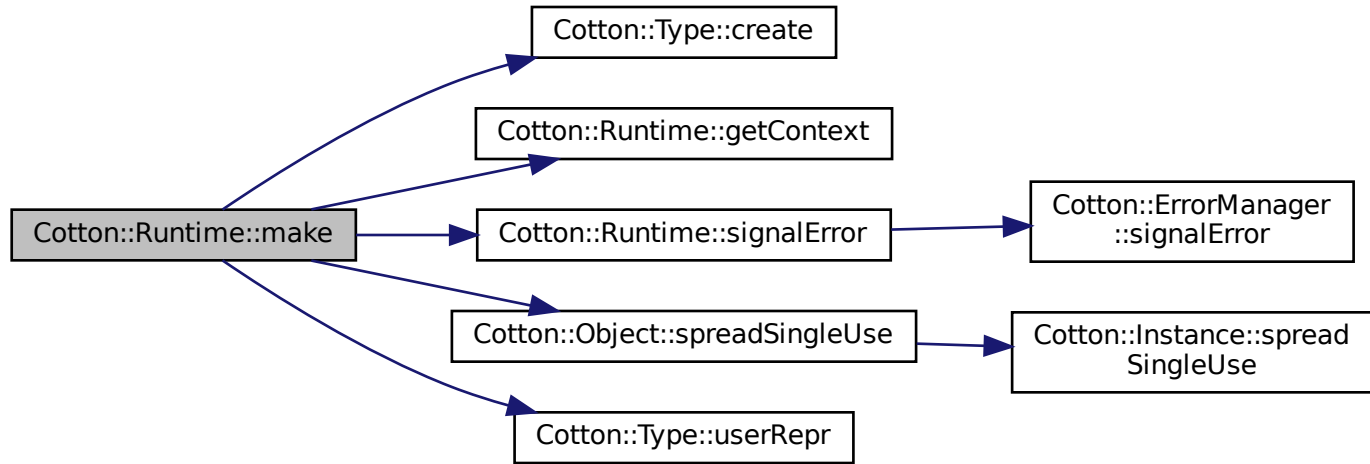 Cotton::Type::create
Cotton::Runtime::getContext
Cotton::Runtime::make
Cotton::Runtime::signalError
Cotton::ErrorManager
::signalError
Cotton::Object::spreadSingleUse
Cotton::Instance::spread
SingleUse
Cotton::Type::userRepr